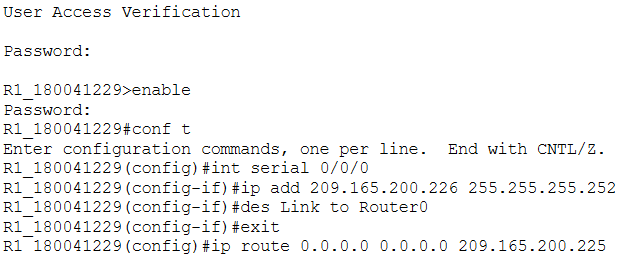 User Access Verification
Password:
R1_180041229>enable
Password:
R1_180041229#conf t
Enter configuration commands, one per line.  End with CNTL/Z.
R1_180041229(config)#int serial 0/0/0
R1_180041229(config-if)#ip add 209.165.200.226 255.255.255.252
R1_180041229(config-if)#des Link to Router0
R1_180041229(config-if)#exit
R1_180041229(config)#ip route 0.0.0.0 0.0.0.0 209.165.200.225